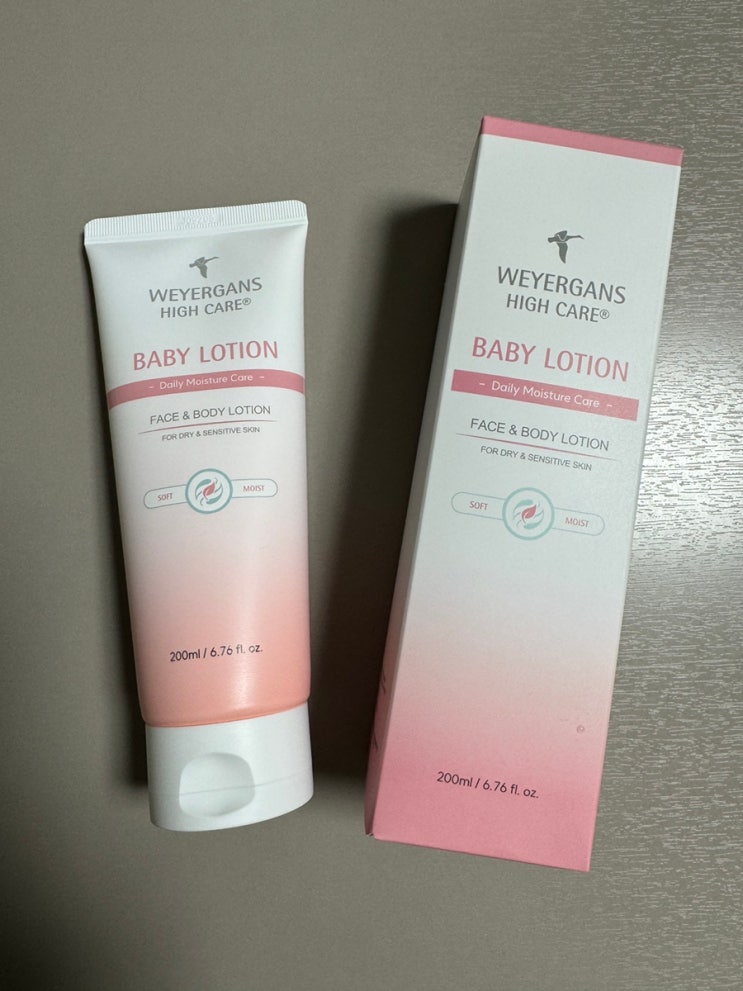 WEYERGANS
HIGH CARE®
BABY LOTION
- Daily Moisture Care -
FACE & BODY LOTION
FOR DRY & SENSITIVE SKIN
SOFT
MOIST
200ml / 6.76 fl. oz.
WEYERGANS
HIGH CARE®
BABY LOTION
- Daily Moisture Care -
FACE & BODY LOTION
FOR DRY & SENSITIVE SKIN
SOFT
MOIST
200ml / 6.76 fl. oz.